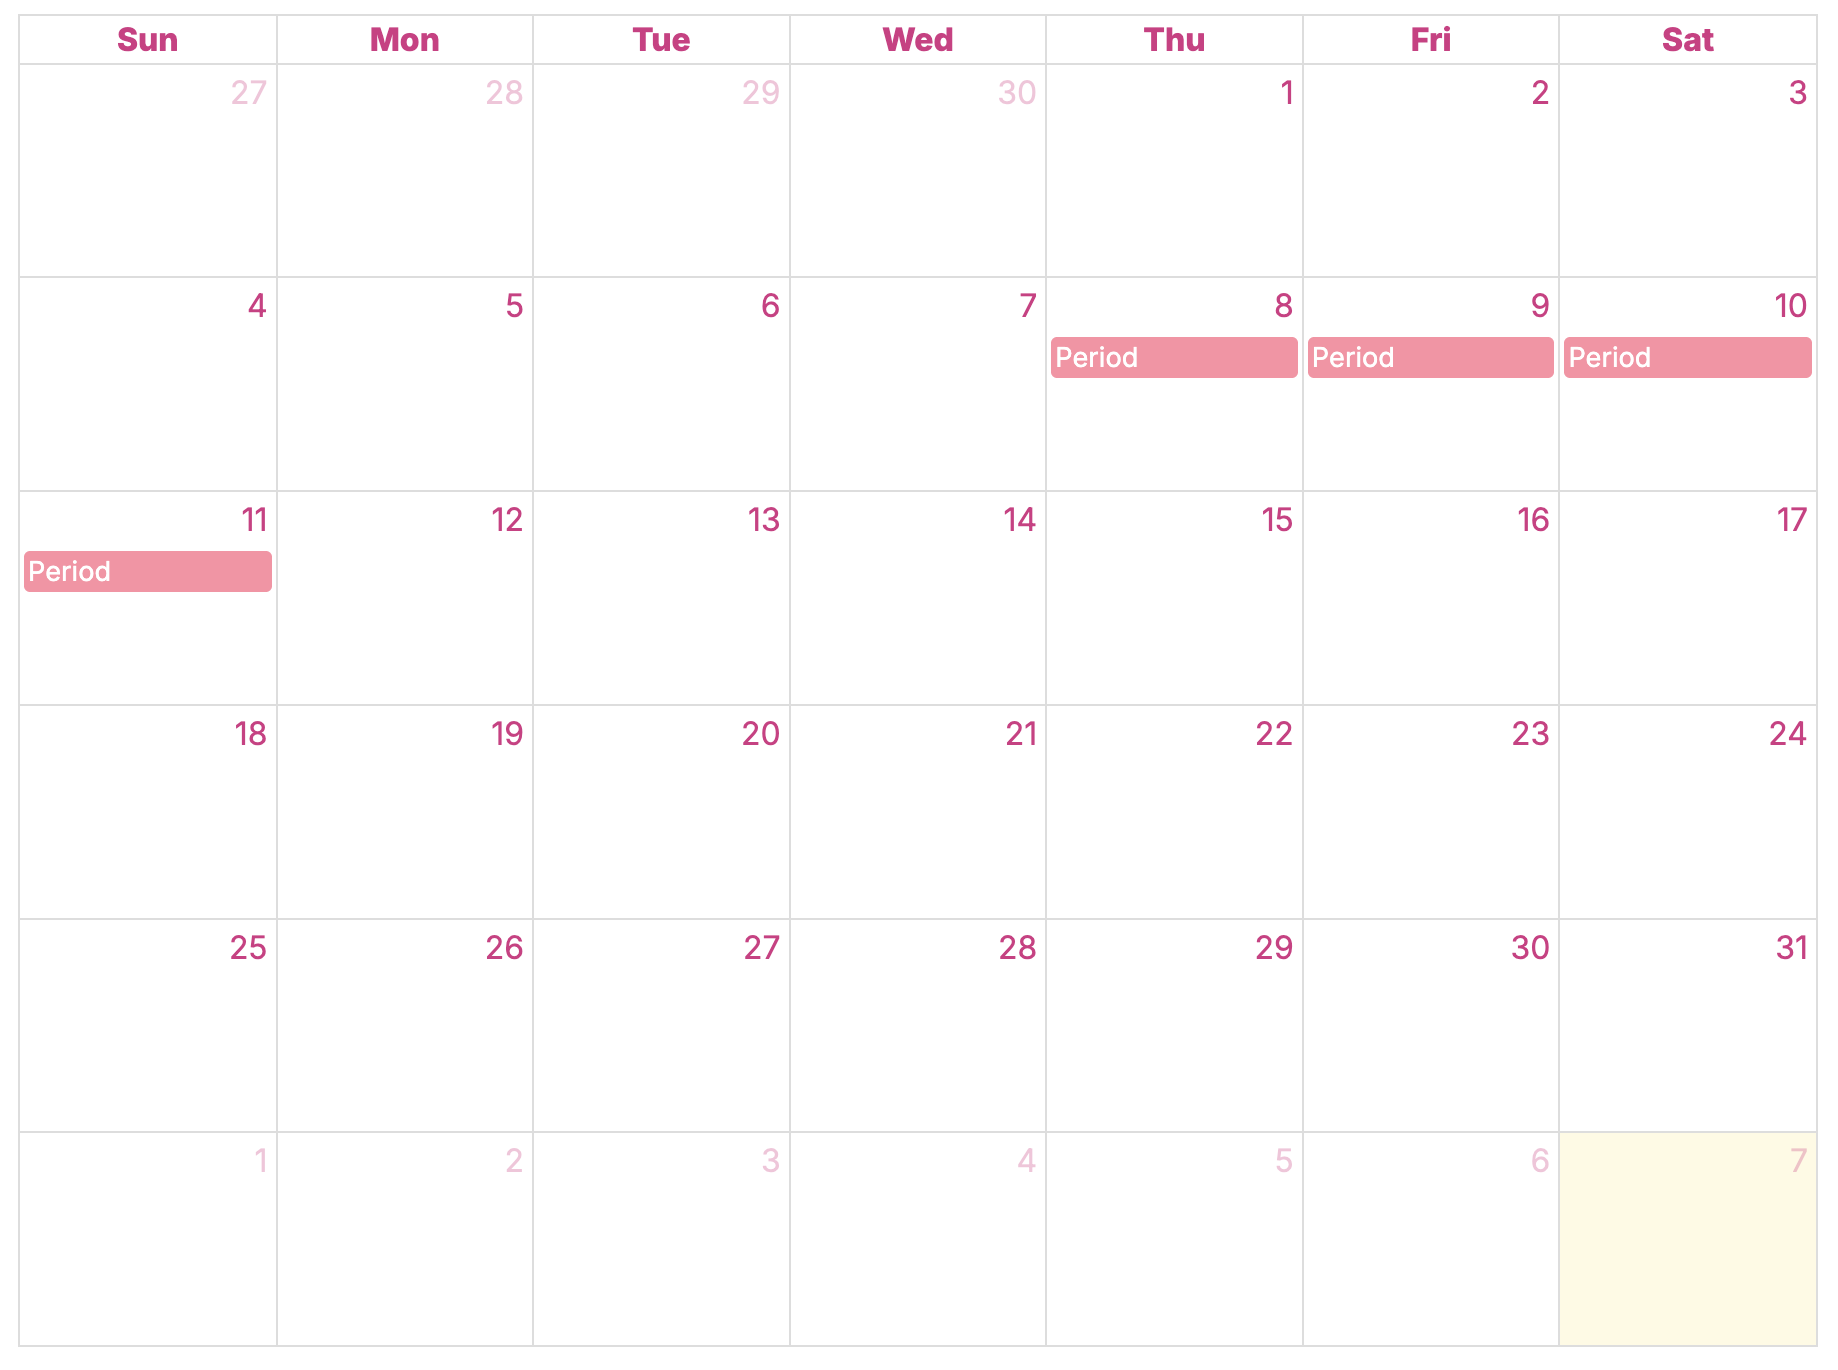 Sun Mon Tue Wed Thu Fri Sat
27 28 29 30 1 2 3
4 5 6 7 8 9 10
Period Period Period
11 12 13 14 15 16 17
Period
18 19 20 21 22 23 24
25 26 27 28 29 30 31
1 2 3 4 5 6 7